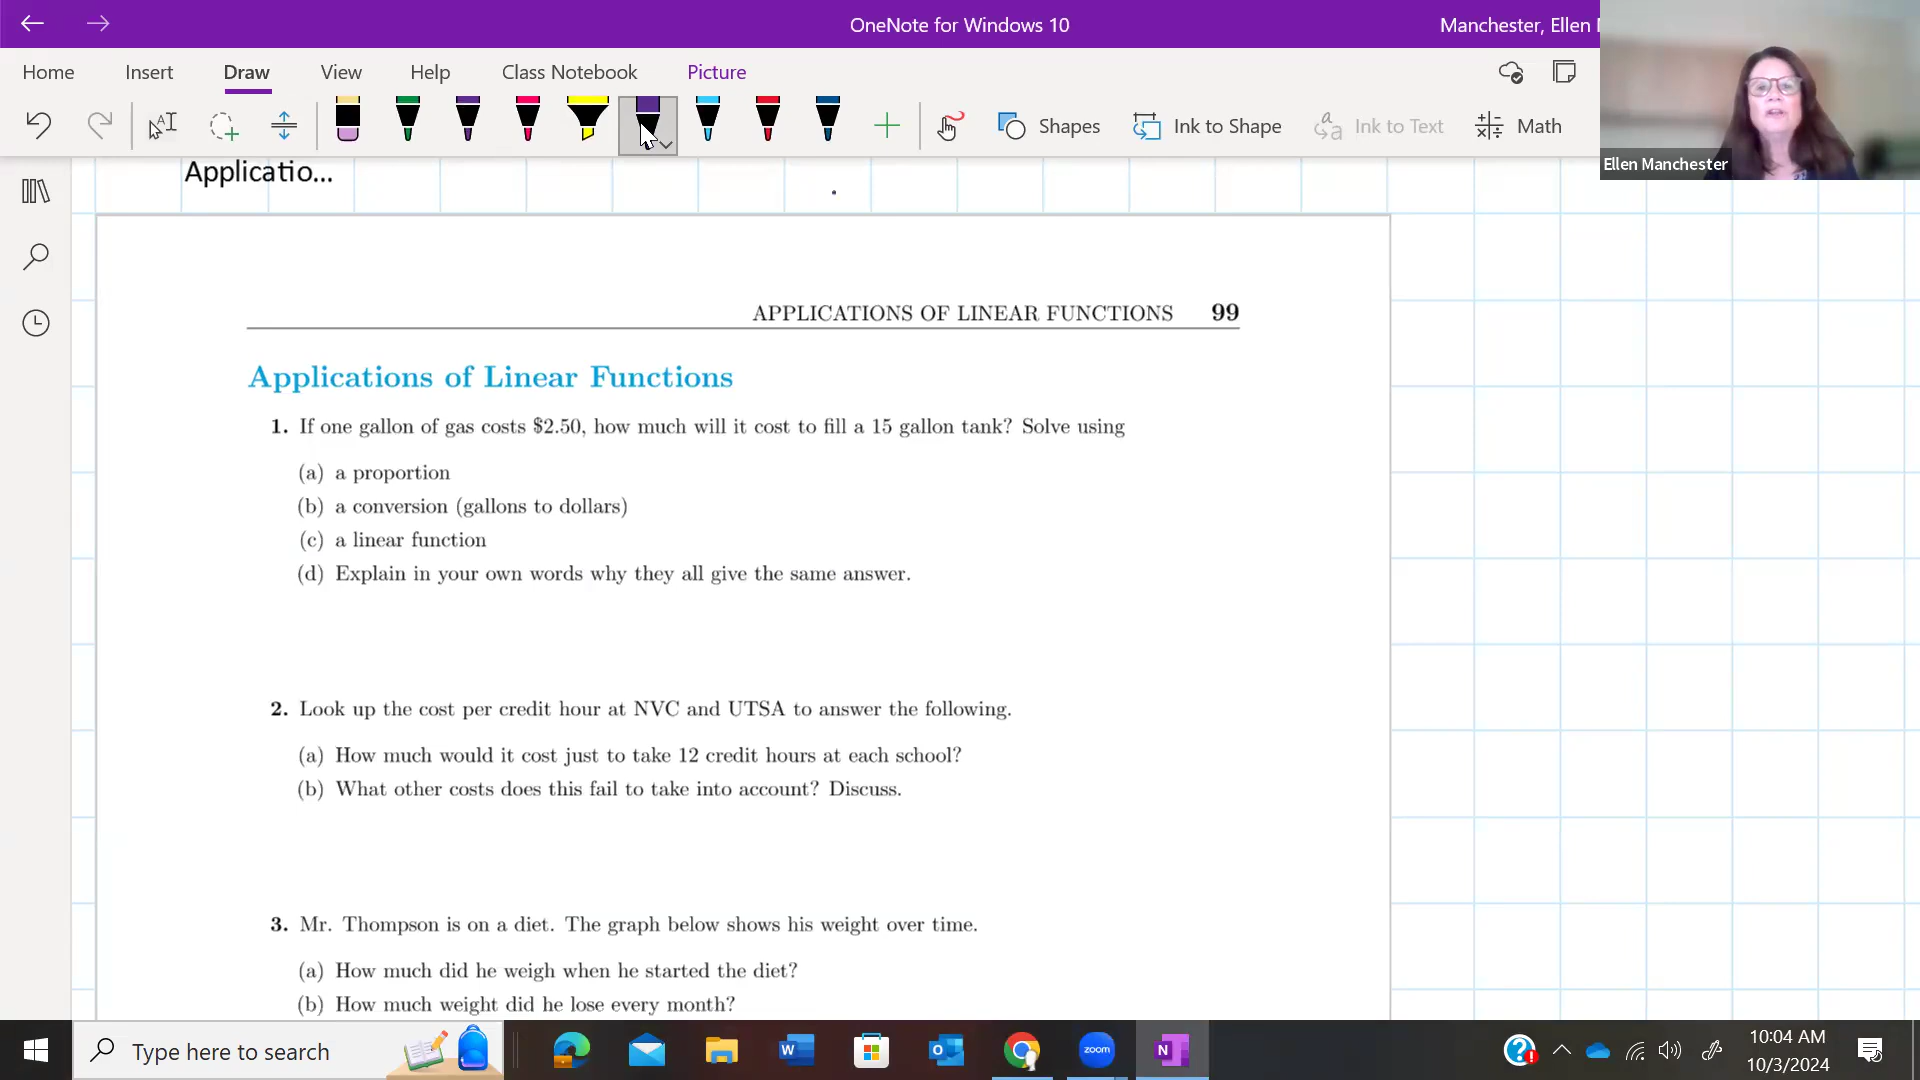 OneNote for Windows 10
Manchester, Ellen
Home Insert Draw View Help Class Notebook Picture
Shapes Ink to Shape Ink to Text Math
Ellen Manchester
Applicatio...
APPLICATIONS OF LINEAR FUNCTIONS 99
Applications of Linear Functions
1. If one gallon of gas costs $2.50, how much will it cost to fill a 15 gallon tank? Solve using
(a) a proportion
(b) a conversion (gallons to dollars)
(c) a linear function
(d) Explain in your own words why they all give the same answer.
2. Look up the cost per credit hour at NVC and UTSA to answer the following.
(a) How much would it cost just to take 12 credit hours at each school?
(b) What other costs does this fail to take into account? Discuss.
3. Mr. Thompson is on a diet. The graph below shows his weight over time.
(a) How much did he weigh when he started the diet?
(b) How much weight did he lose every month?
Type here to search
zoom
10:04 AM
10/3/2024